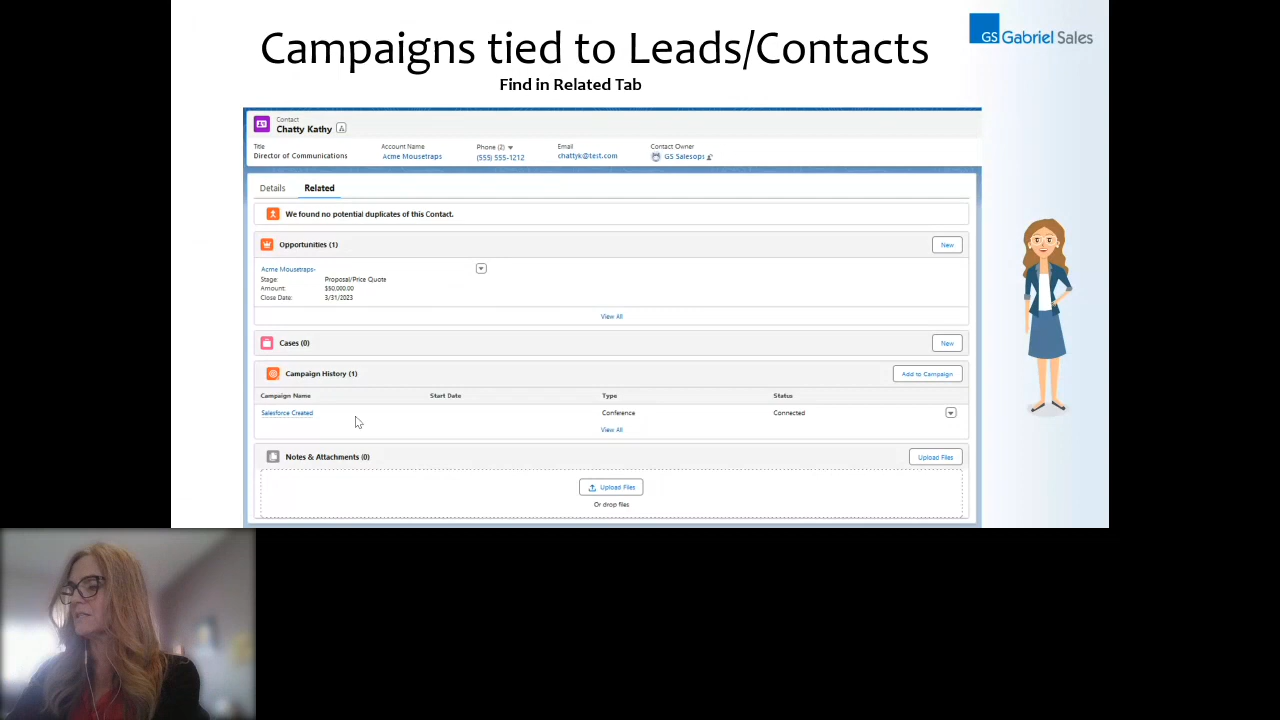 Campaigns tied to Leads/Contacts
Find in Related Tab
GS Gabriel Sales
Contact
Chatty Kathy
Title Account Name Phone (2) Email Contact Owner
Director of Communications Acme Mousetraps (555) 555-1212 chattyk@test.com GS Salesops
Details Related
We found no potential duplicates of this Contact.
Opportunities (1) New
Acme Mousetraps-
Stage: Proposal/Price Quote
Amount: $50,000.00
Close Date: 3/31/2023
View All
Cases (0) New
Campaign History (1) Add to Campaign
Campaign Name Start Date Type Status
Salesforce Created Conference Connected
View All
Notes & Attachments (0) Upload Files
Upload Files
Or drop files